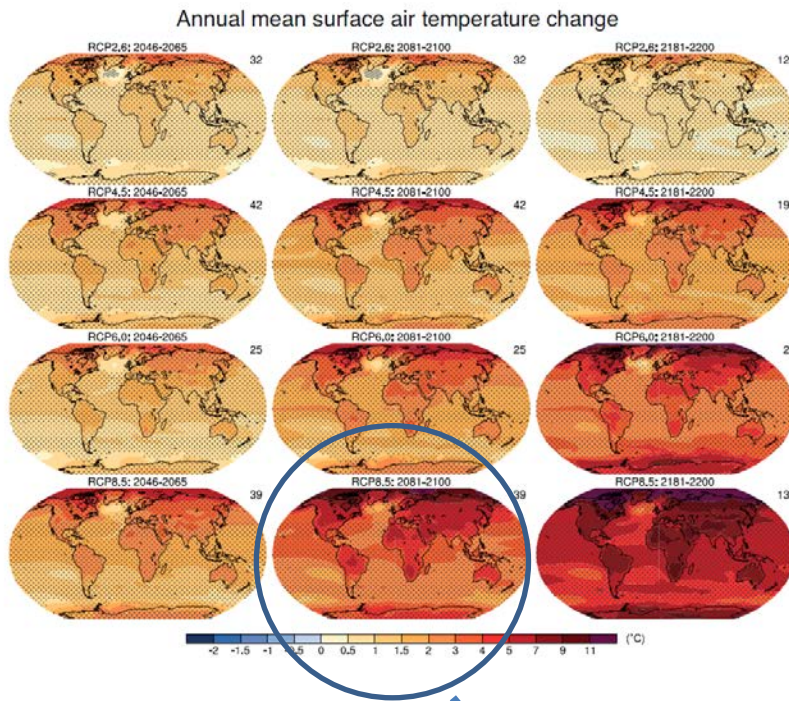 Annual mean surface air temperature change
RCP2.6: 2046-2065 32
RCP2.6: 2081-2100 32
RCP2.6: 2181-2200 12
RCP4.5: 2046-2065 42
RCP4.5: 2081-2100 42
RCP4.5: 2181-2200 19
RCP6.0: 2046-2065 25
RCP6.0: 2081-2100 25
RCP6.0: 2181-2200 2
RCP8.5: 2046-2065 39
RCP8.5: 2081-2100 39
RCP8.5: 2181-2200 13
(°C)
-2 -1.5 -1 -0.5 0 0.5 1 1.5 2 3 4 5 7 9 11